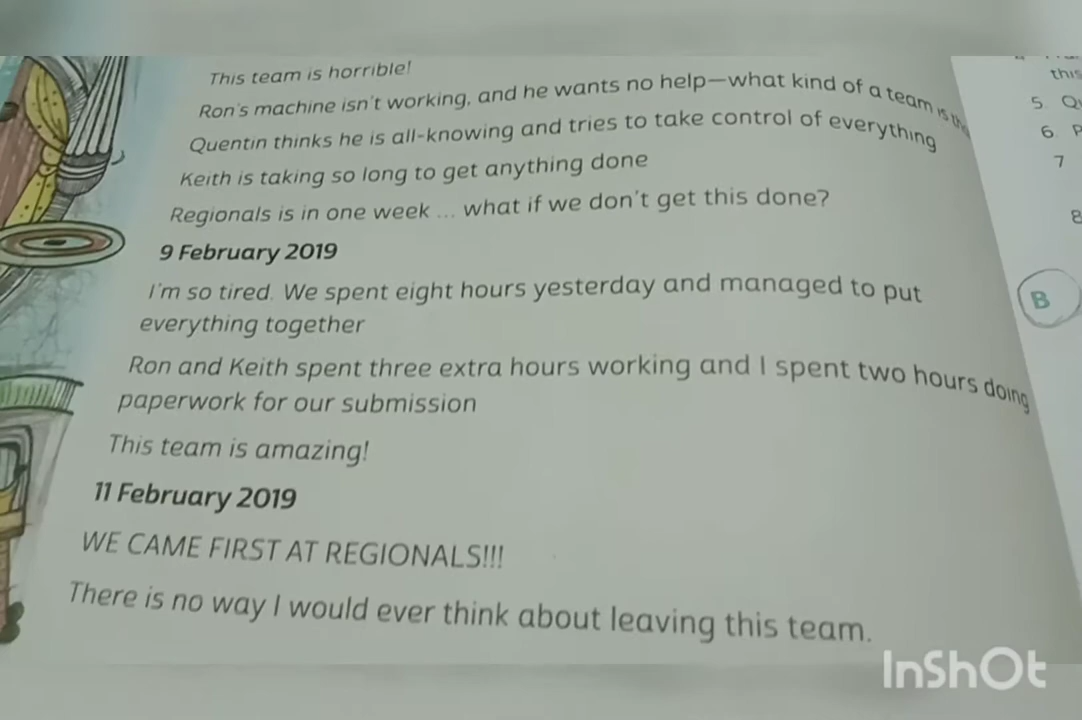 This team is horrible!
Ron's machine isn't working, and he wants no help—what kind of a team is this
Quentin thinks he is all-knowing and tries to take control of everything
Keith is taking so long to get anything done
Regionals is in one week ... what if we don't get this done?
9 February 2019
I'm so tired. We spent eight hours yesterday and managed to put
everything together
Ron and Keith spent three extra hours working and I spent two hours doing
paperwork for our submission
This team is amazing!
11 February 2019
WE CAME FIRST AT REGIONALS!!!
There is no way I would ever think about leaving this team.
this
5.
6.
7
8
B
InShOt